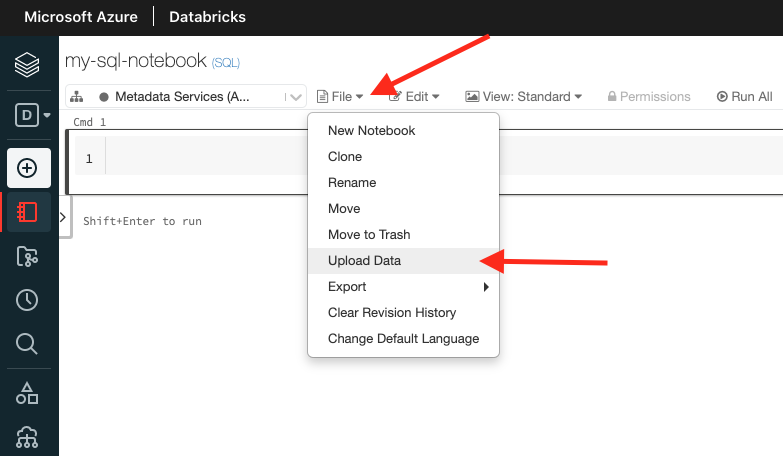 Microsoft Azure Databricks
my-sql-notebook (SQL)
Metadata Services (A... File Edit View: Standard Permissions Run All
D
Cmd 1
1
Shift+Enter to run
New Notebook
Clone
Rename
Move
Move to Trash
Upload Data
Export
Clear Revision History
Change Default Language